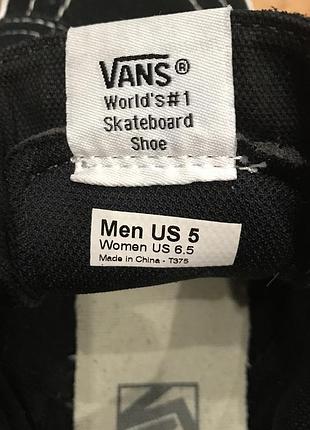 VANS®
World's#1
Skateboard
Shoe
Men US 5
Women US 6.5
Made in China - T375